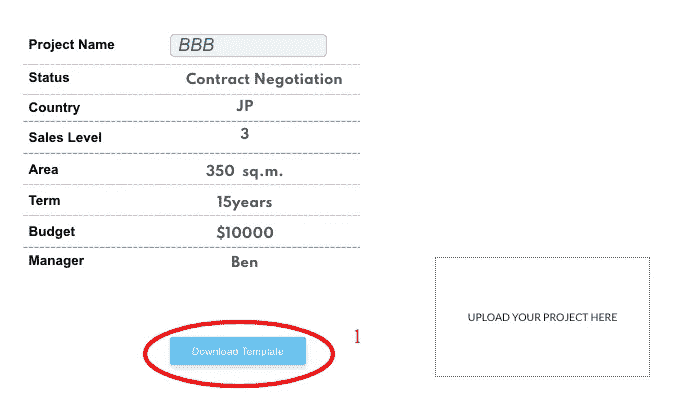 Project Name BBB
Status Contract Negotiation
Country JP
Sales Level 3
Area 350 sq.m.
Term 15years
Budget $10000
Manager Ben
UPLOAD YOUR PROJECT HERE
1
Download Template